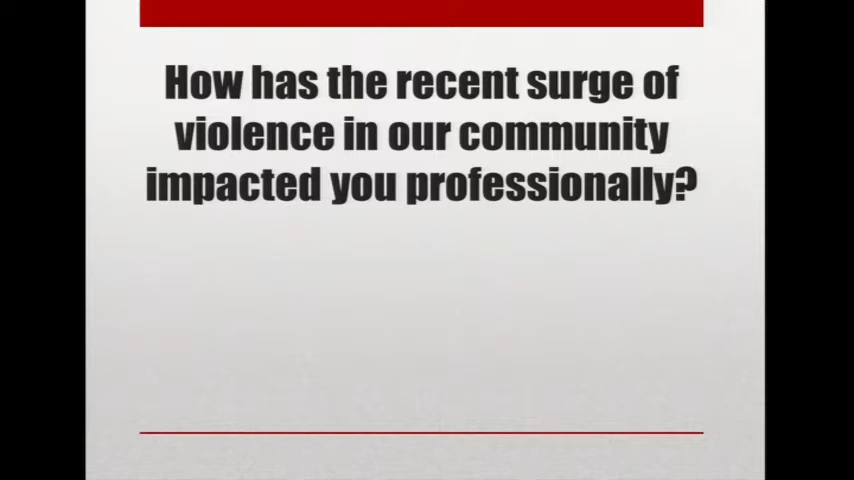 How has the recent surge of
violence in our community
impacted you professionally?